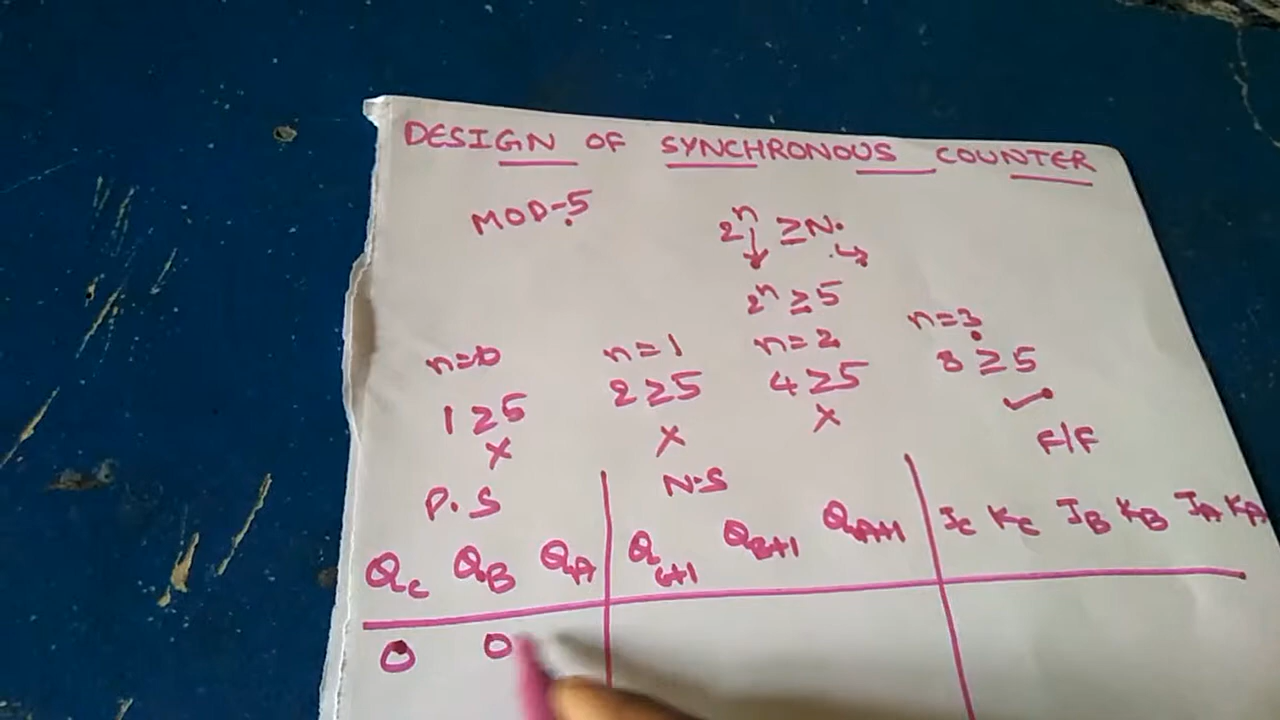 DESIGN OF SYNCHRONOUS COUNTER
MOD-5
2ⁿ ≥ N.
2ⁿ ≥ 5
n=0 n=1 n=2 n=3
1≥5 2≥5 4≥5 8≥5
X X X ✓
F/F
P.S N.S
QC QB QA QC+1 QB+1 QA+1 JC KC JB KB JA KA
0 0